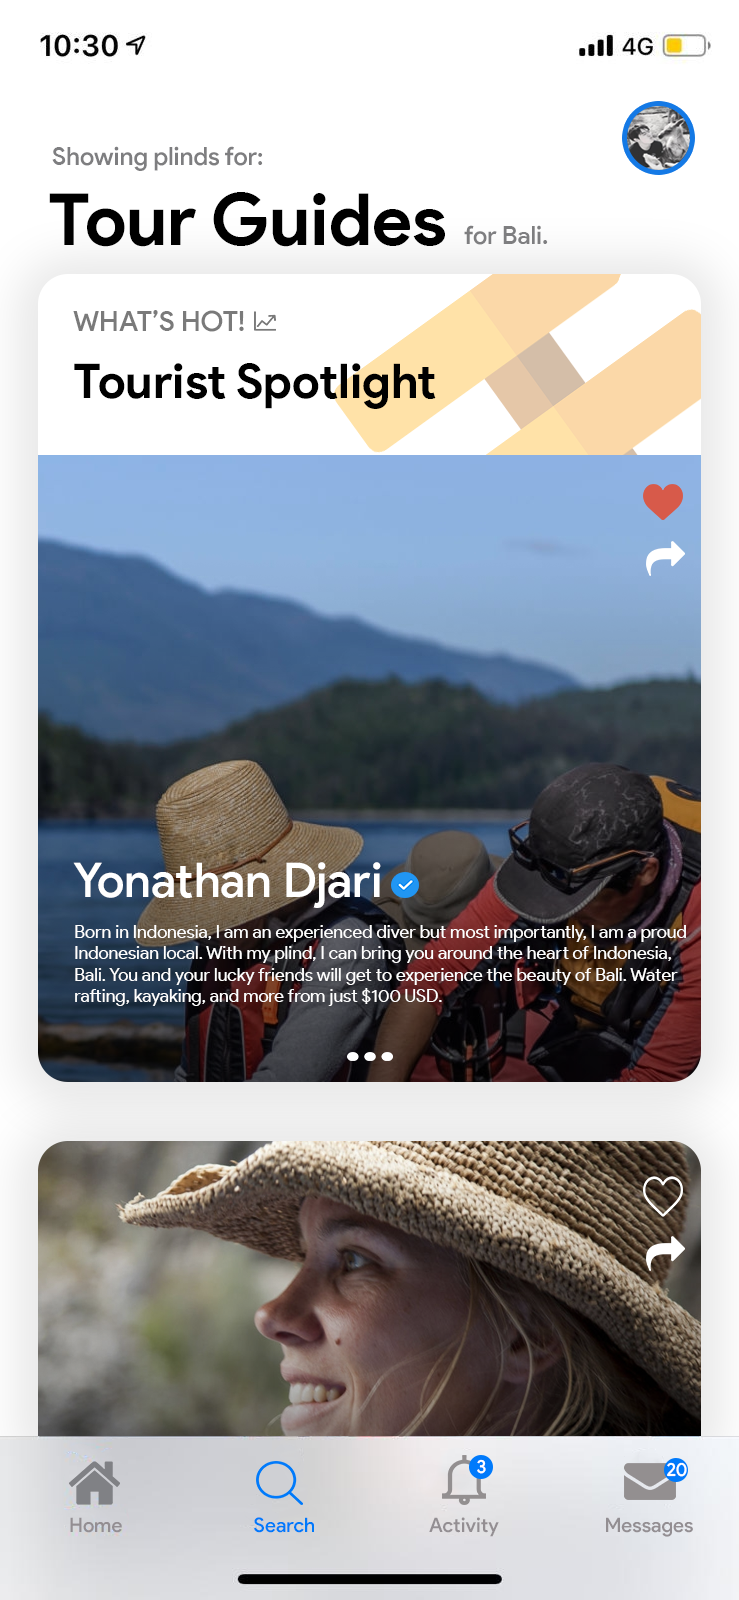 10:30
4G
Showing plinds for:
Tour Guides for Bali.
WHAT'S HOT!
Tourist Spotlight
Yonathan Djari
Born in Indonesia, I am an experienced diver but most importantly, I am a proud
Indonesian local. With my plind, I can bring you around the heart of Indonesia,
Bali. You and your lucky friends will get to experience the beauty of Bali. Water
rafting, kayaking, and more from just $100 USD.
3
20
Home
Search
Activity
Messages